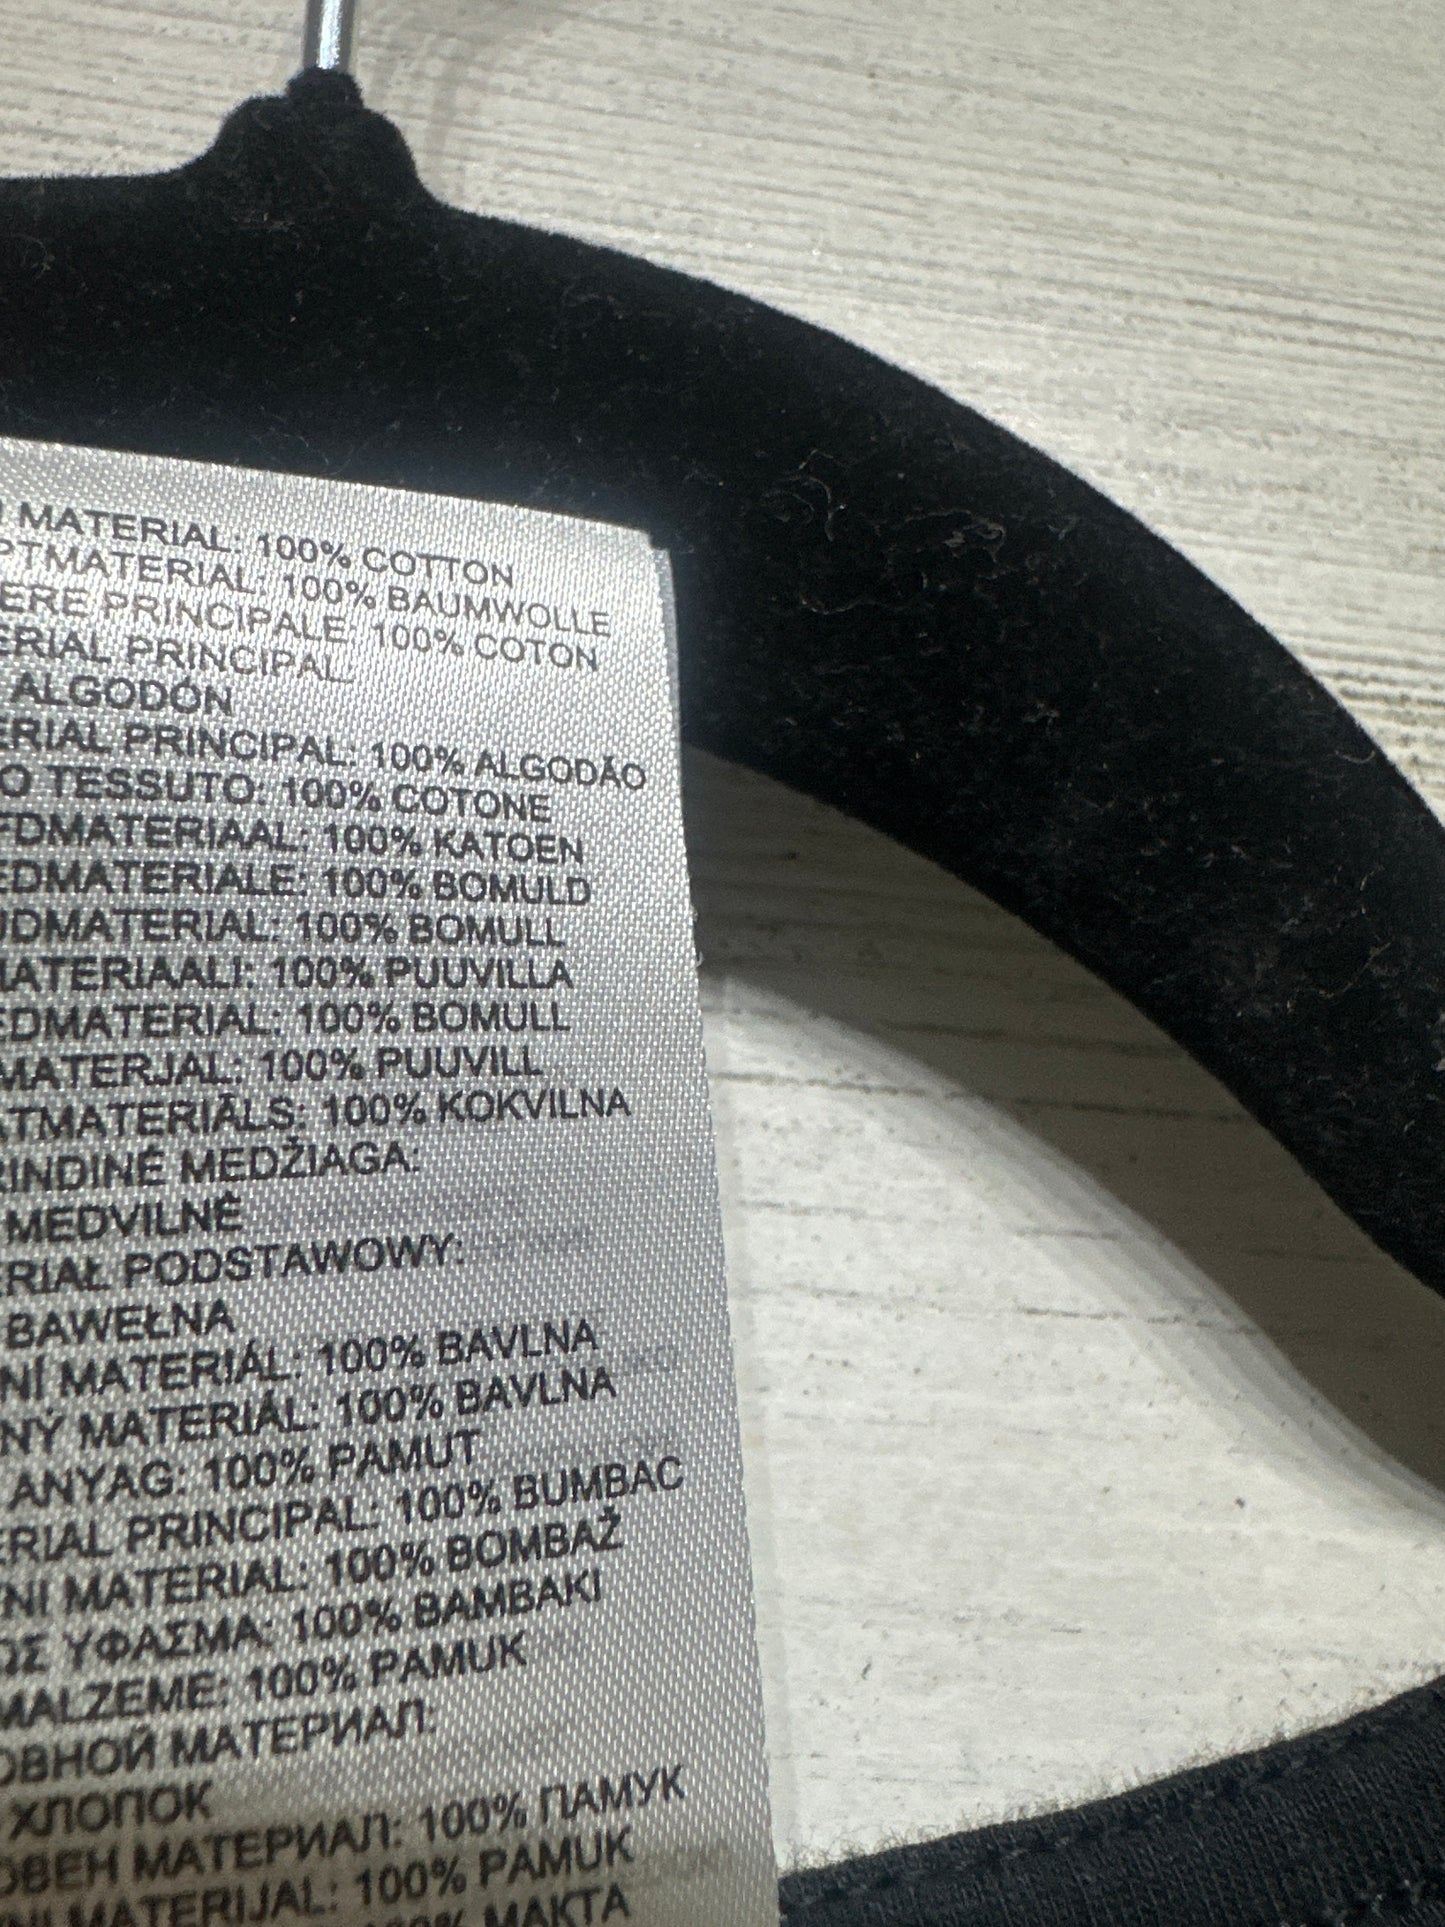 MATERIAL: 100% COTTON
PTMATERIAL: 100% BAUMWOLLE
ERE PRINCIPALE: 100% COTON
ERIAL PRINCIPAL:
ALGODÓN
ERIAL PRINCIPAL: 100% ALGODÃO
O TESSUTO: 100% COTONE
FDMATERIAAL: 100% KATOEN
EDMATERIALE: 100% BOMULD
UDMATERIAL: 100% BOMULL
MATERIAALI: 100% PUUVILLA
EDMATERIAL: 100% BOMULL
MATERJAL: 100% PUUVILL
ATMATERIĀLS: 100% KOKVILNA
RINDINĖ MEDŽIAGA:
MEDVILNĖ
ERIAŁ PODSTAWOWY:
BAWEŁNA
NÍ MATERIÁL: 100% BAVLNA
NÝ MATERIÁL: 100% BAVLNA
ANYAG: 100% PAMUT
ERIAL PRINCIPAL: 100% BUMBAC
NI MATERIAL: 100% BOMBAŽ
ΟΣ ΥΦΑΣΜΑ: 100% ΒΑΜΒΑΚΙ
MALZEME: 100% PAMUK
ОВНОЙ МАТЕРИАЛ:
ХЛОПОК
ОВЕН МАТЕРИАЛ: 100% ПАМУК
NI MATERIJAL: 100% PAMUK
100% МАКТА